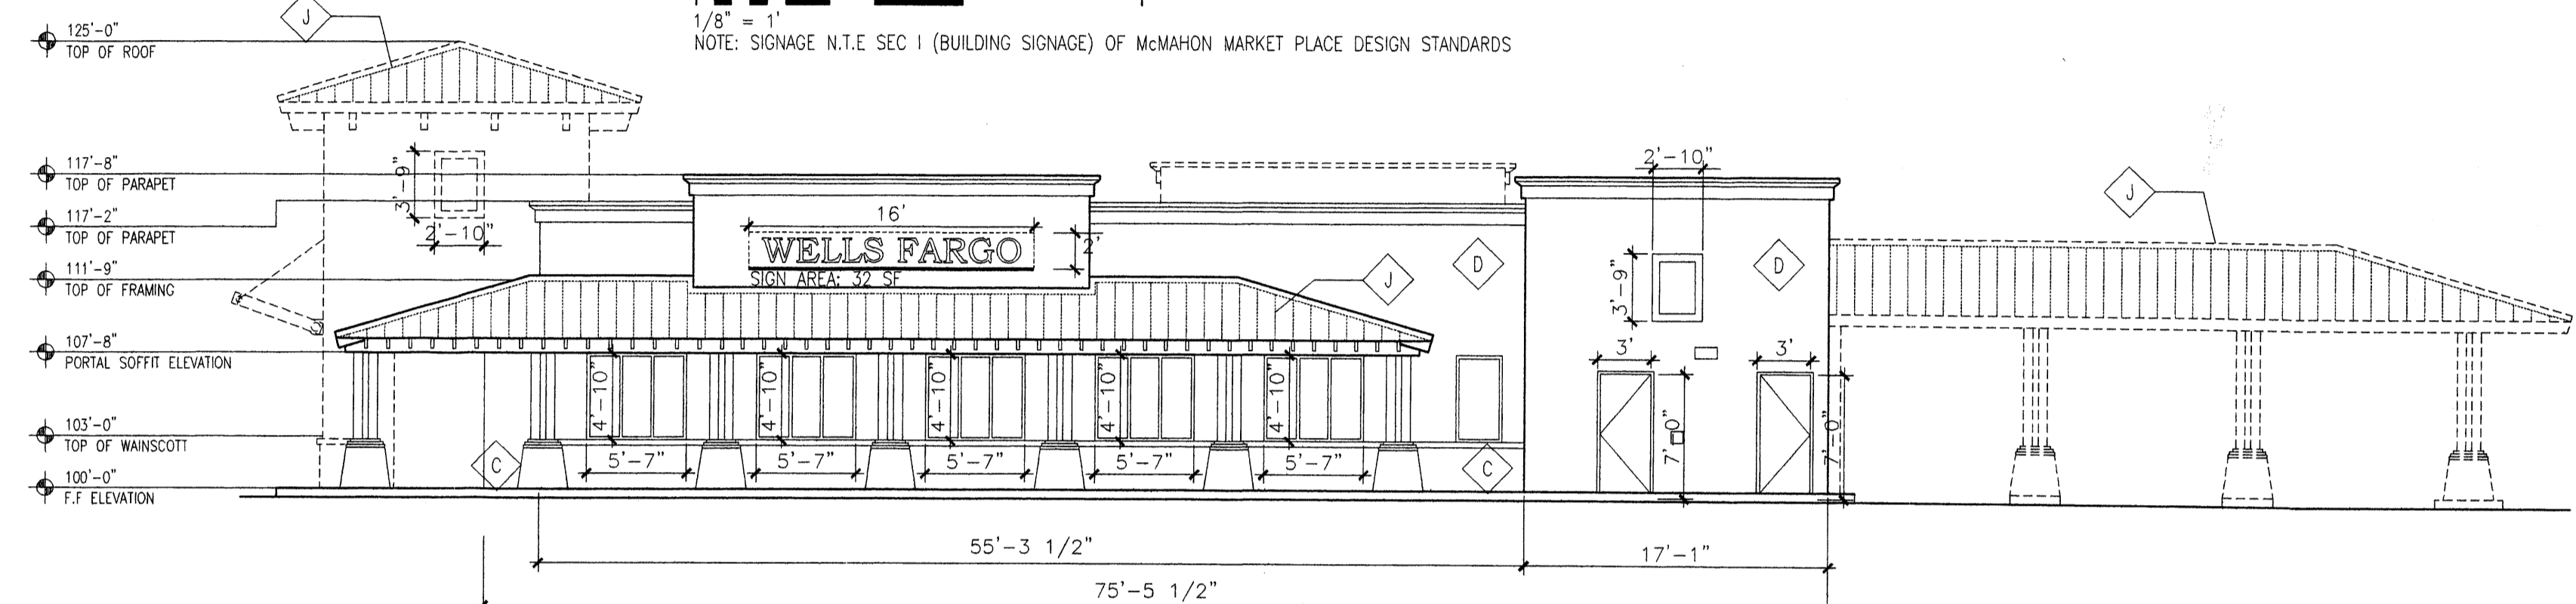 1/8" = 1'
NOTE: SIGNAGE N.T.E SEC I (BUILDING SIGNAGE) OF McMAHON MARKET PLACE DESIGN STANDARDS
J
125'-0"
TOP OF ROOF
117'-8"
TOP OF PARAPET
117'-2"
TOP OF PARAPET
111'-9"
TOP OF FRAMING
107'-8"
PORTAL SOFFIT ELEVATION
103'-0"
TOP OF WAINSCOTT
100'-0"
F.F ELEVATION
3'-9"
2'-10"
16'
WELLS FARGO
2'
SIGN AREA: 32 SF
J
D
2'-10"
3'-9"
D
J
4'-10"
4'-10"
4'-10"
4'-10"
4'-10"
3'
3'
7'-0"
7'-0"
C
5'-7"
5'-7"
5'-7"
5'-7"
5'-7"
C
55'-3 1/2"
17'-1"
75'-5 1/2"